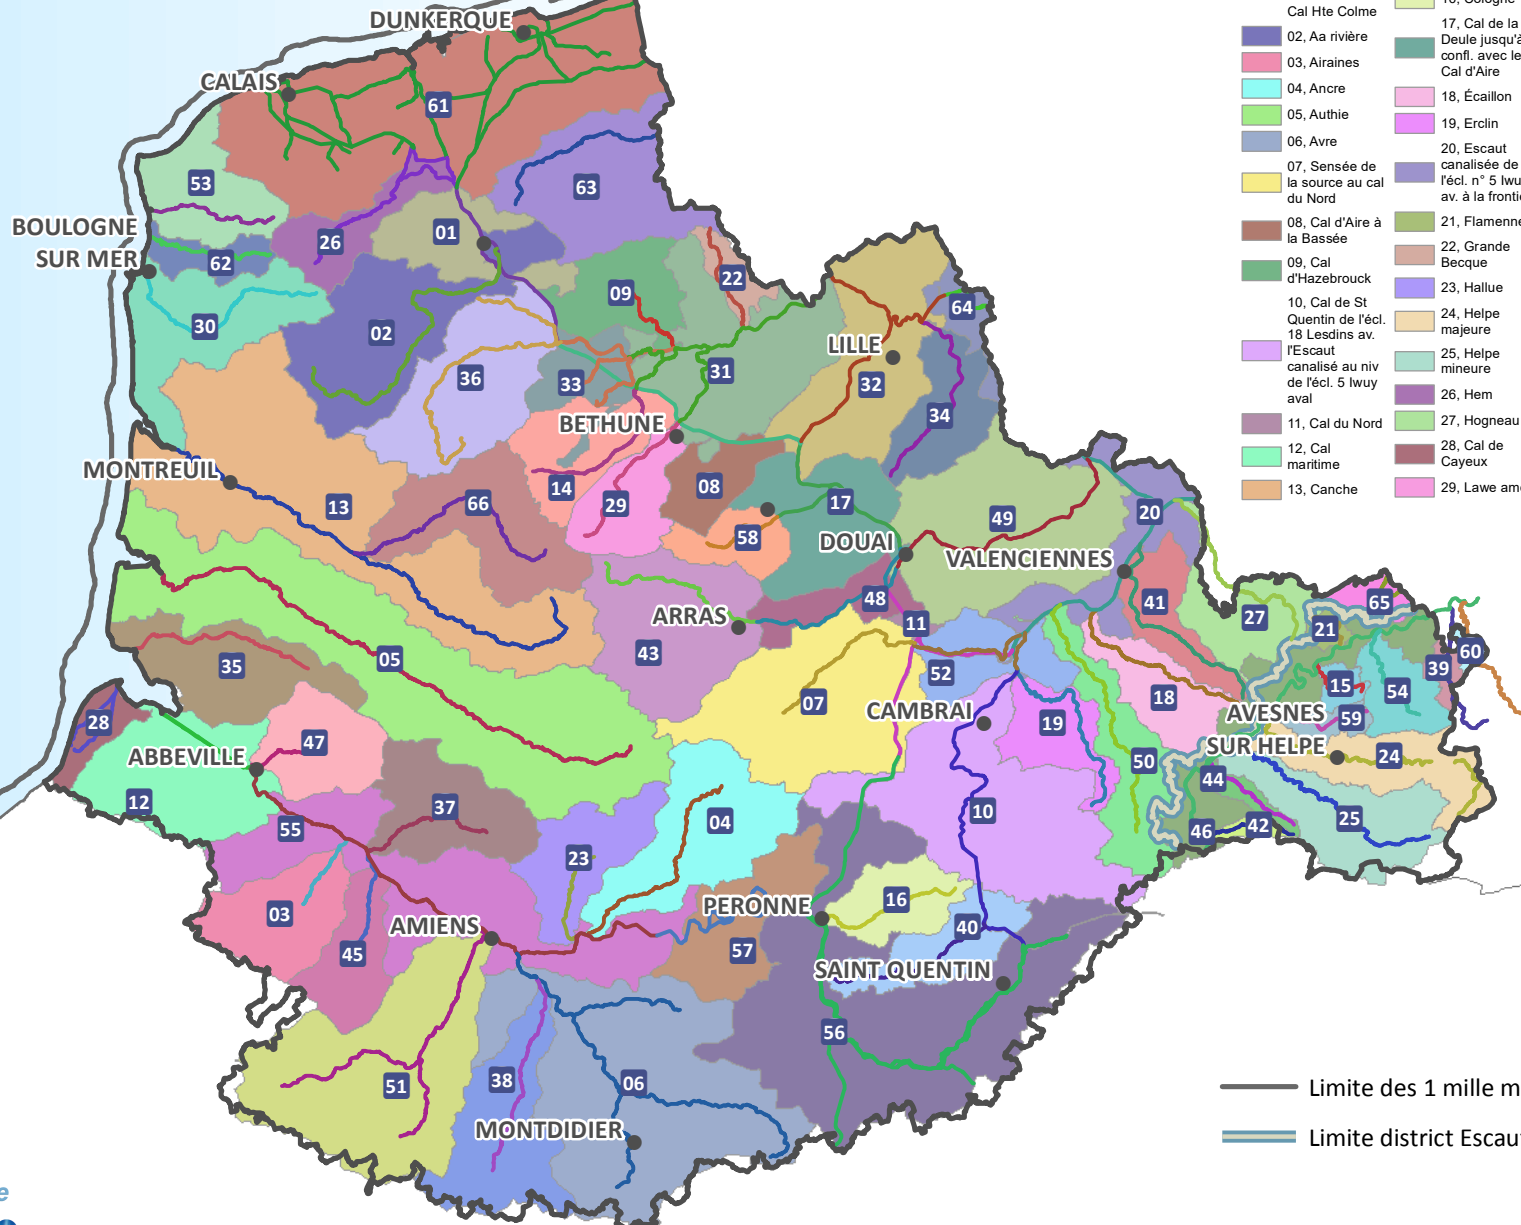 DUNKERQUE
CALAIS
61
53
63
BOULOGNE
SUR MER
01
26
62
22
09
64
30
02
LILLE
31
36
33
32
34
BETHUNE
MONTREUIL
14
08
13
66
29
17
49
20
58
DOUAI
VALENCIENNES
48
41
ARRAS
11
27
65
21
43
05
35
52
60
39
15
54
07
18
28
CAMBRAI
19
AVESNES
59
47
SUR HELPE
ABBEVILLE
50
24
44
12
37
10
55
04
25
46
42
23
16
03
PERONNE
AMIENS
40
45
57
SAINT QUENTIN
56
51
38
06
MONTDIDIER
Cal Hte Colme
02, Aa rivière
03, Airaines
04, Ancre
05, Authie
06, Avre
07, Sensée de
la source au cal
du Nord
08, Cal d'Aire à
la Bassée
09, Cal
d'Hazebrouck
10, Cal de St
Quentin de l'écl.
18 Lesdins av.
l'Escaut
canalisé au niv
de l'écl. 5 Iwuy
aval
11, Cal du Nord
12, Cal
maritime
13, Canche
16, Cologne
17, Cal de la
Deule jusqu'à
confl. avec le
Cal d'Aire
18, Écaillon
19, Erclin
20, Escaut
canalisée de
l'écl. n° 5 Iwu
av. à la fronti
21, Flamenne
22, Grande
Becque
23, Hallue
24, Helpe
majeure
25, Helpe
mineure
26, Hem
27, Hogneau
28, Cal de
Cayeux
29, Lawe am
Limite des 1 mille m
Limite district Escau
e